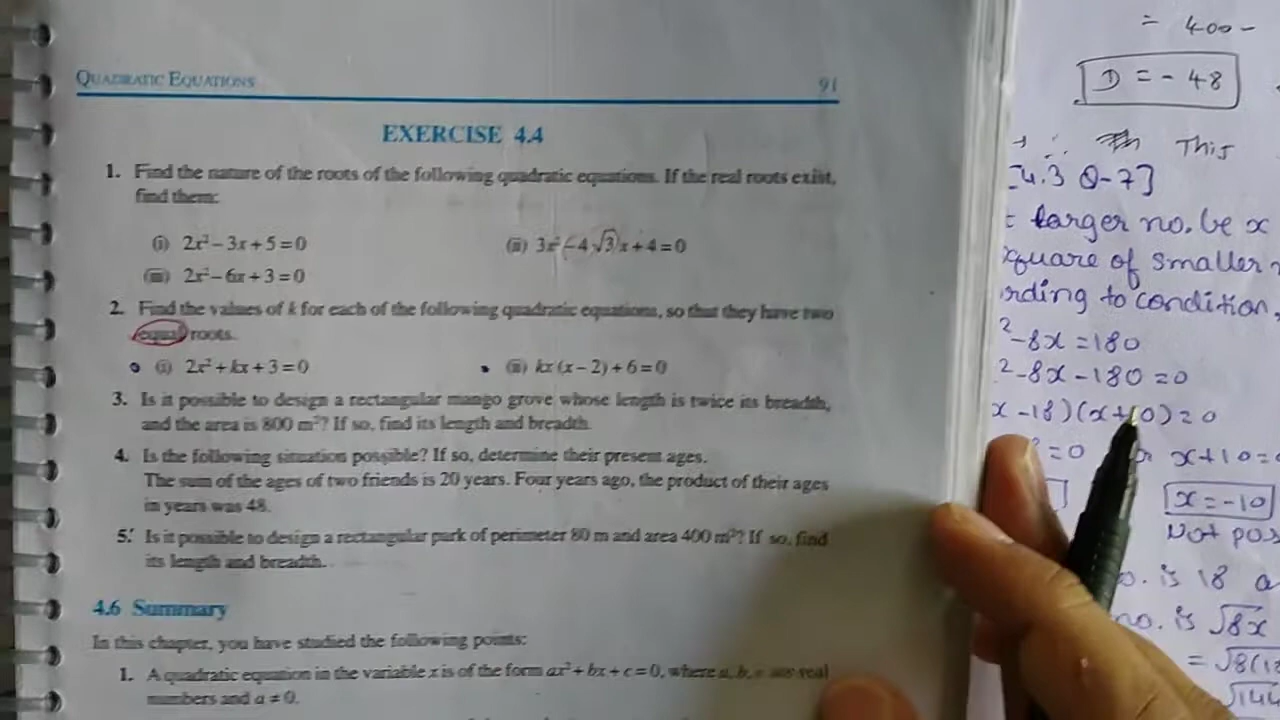 QUADRATIC EQUATIONS 91
EXERCISE 4.4
1. Find the nature of the roots of the following quadratic equations. If the real roots exist,
find them:
(i) 2x² – 3x + 5 = 0 (ii) 3x² – 4√3 x + 4 = 0
(iii) 2x² – 6x + 3 = 0
2. Find the values of k for each of the following quadratic equations, so that they have two
equal roots.
(i) 2x² + kx + 3 = 0 (ii) kx (x – 2) + 6 = 0
3. Is it possible to design a rectangular mango grove whose length is twice its breadth,
and the area is 800 m²? If so, find its length and breadth.
4. Is the following situation possible? If so, determine their present ages.
The sum of the ages of two friends is 20 years. Four years ago, the product of their ages
in years was 48.
5. Is it possible to design a rectangular park of perimeter 80 m and area 400 m²? If so, find
its length and breadth.
4.6 Summary
In this chapter, you have studied the following points:
1. A quadratic equation in the variable x is of the form ax² + bx + c = 0, where a, b, c are real
numbers and a ≠ 0.
= 400 -
D = - 48
This
4.3 Q-7]
larger no. be x
square of smaller
rding to condition,
² - 8x = 180
² - 8x - 180 = 0
x - 18) (x + 10) = 0
= 0 x + 10 =
x = -10
Not pos
no. is 18 a
no. is √8x
= √8(18
√144